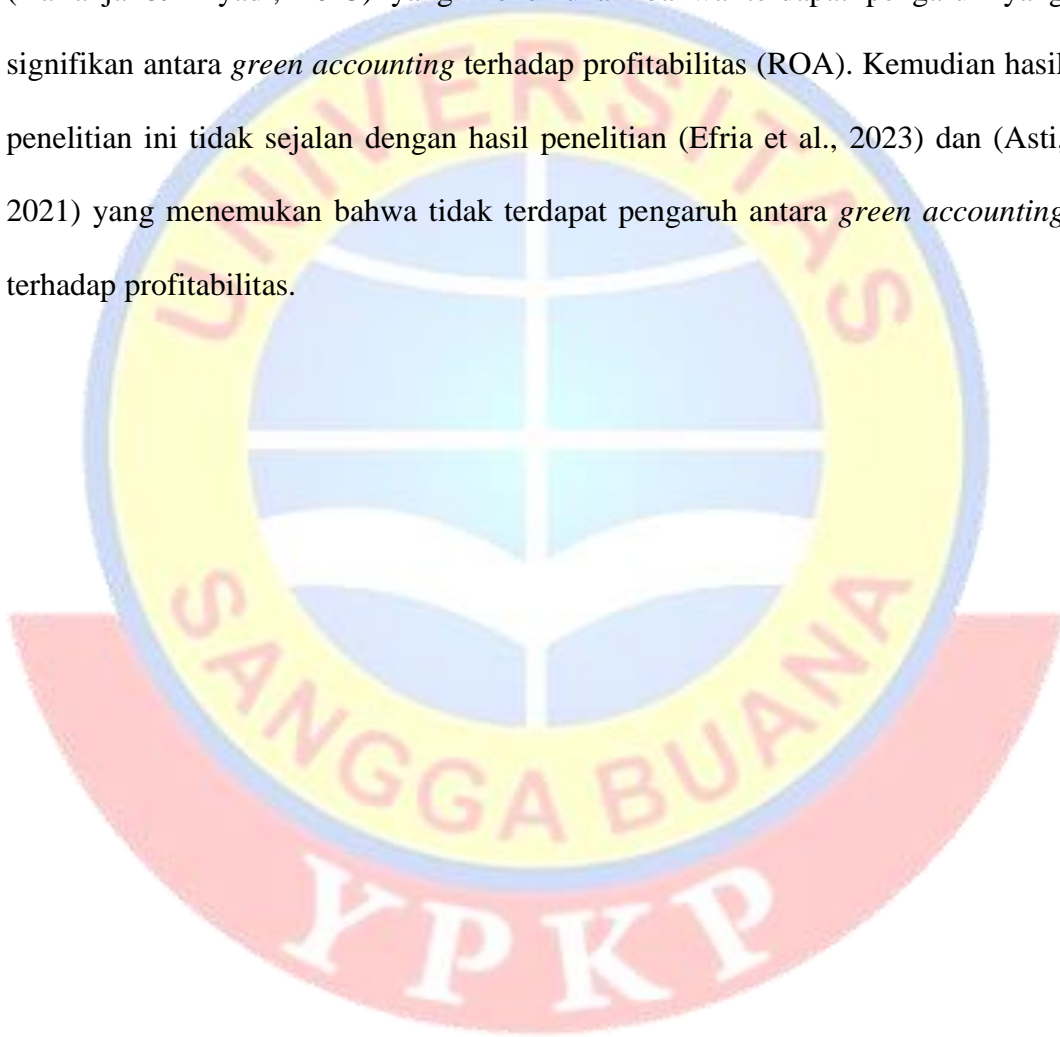 signifikan antara green accounting terhadap profitabilitas (ROA). Kemudian hasil
penelitian ini tidak sejalan dengan hasil penelitian (Efria et al., 2023) dan (Asti,
2021) yang menemukan bahwa tidak terdapat pengaruh antara green accounting
terhadap profitabilitas.
UNIVERSITAS
SANGGA BUANA
YPKP